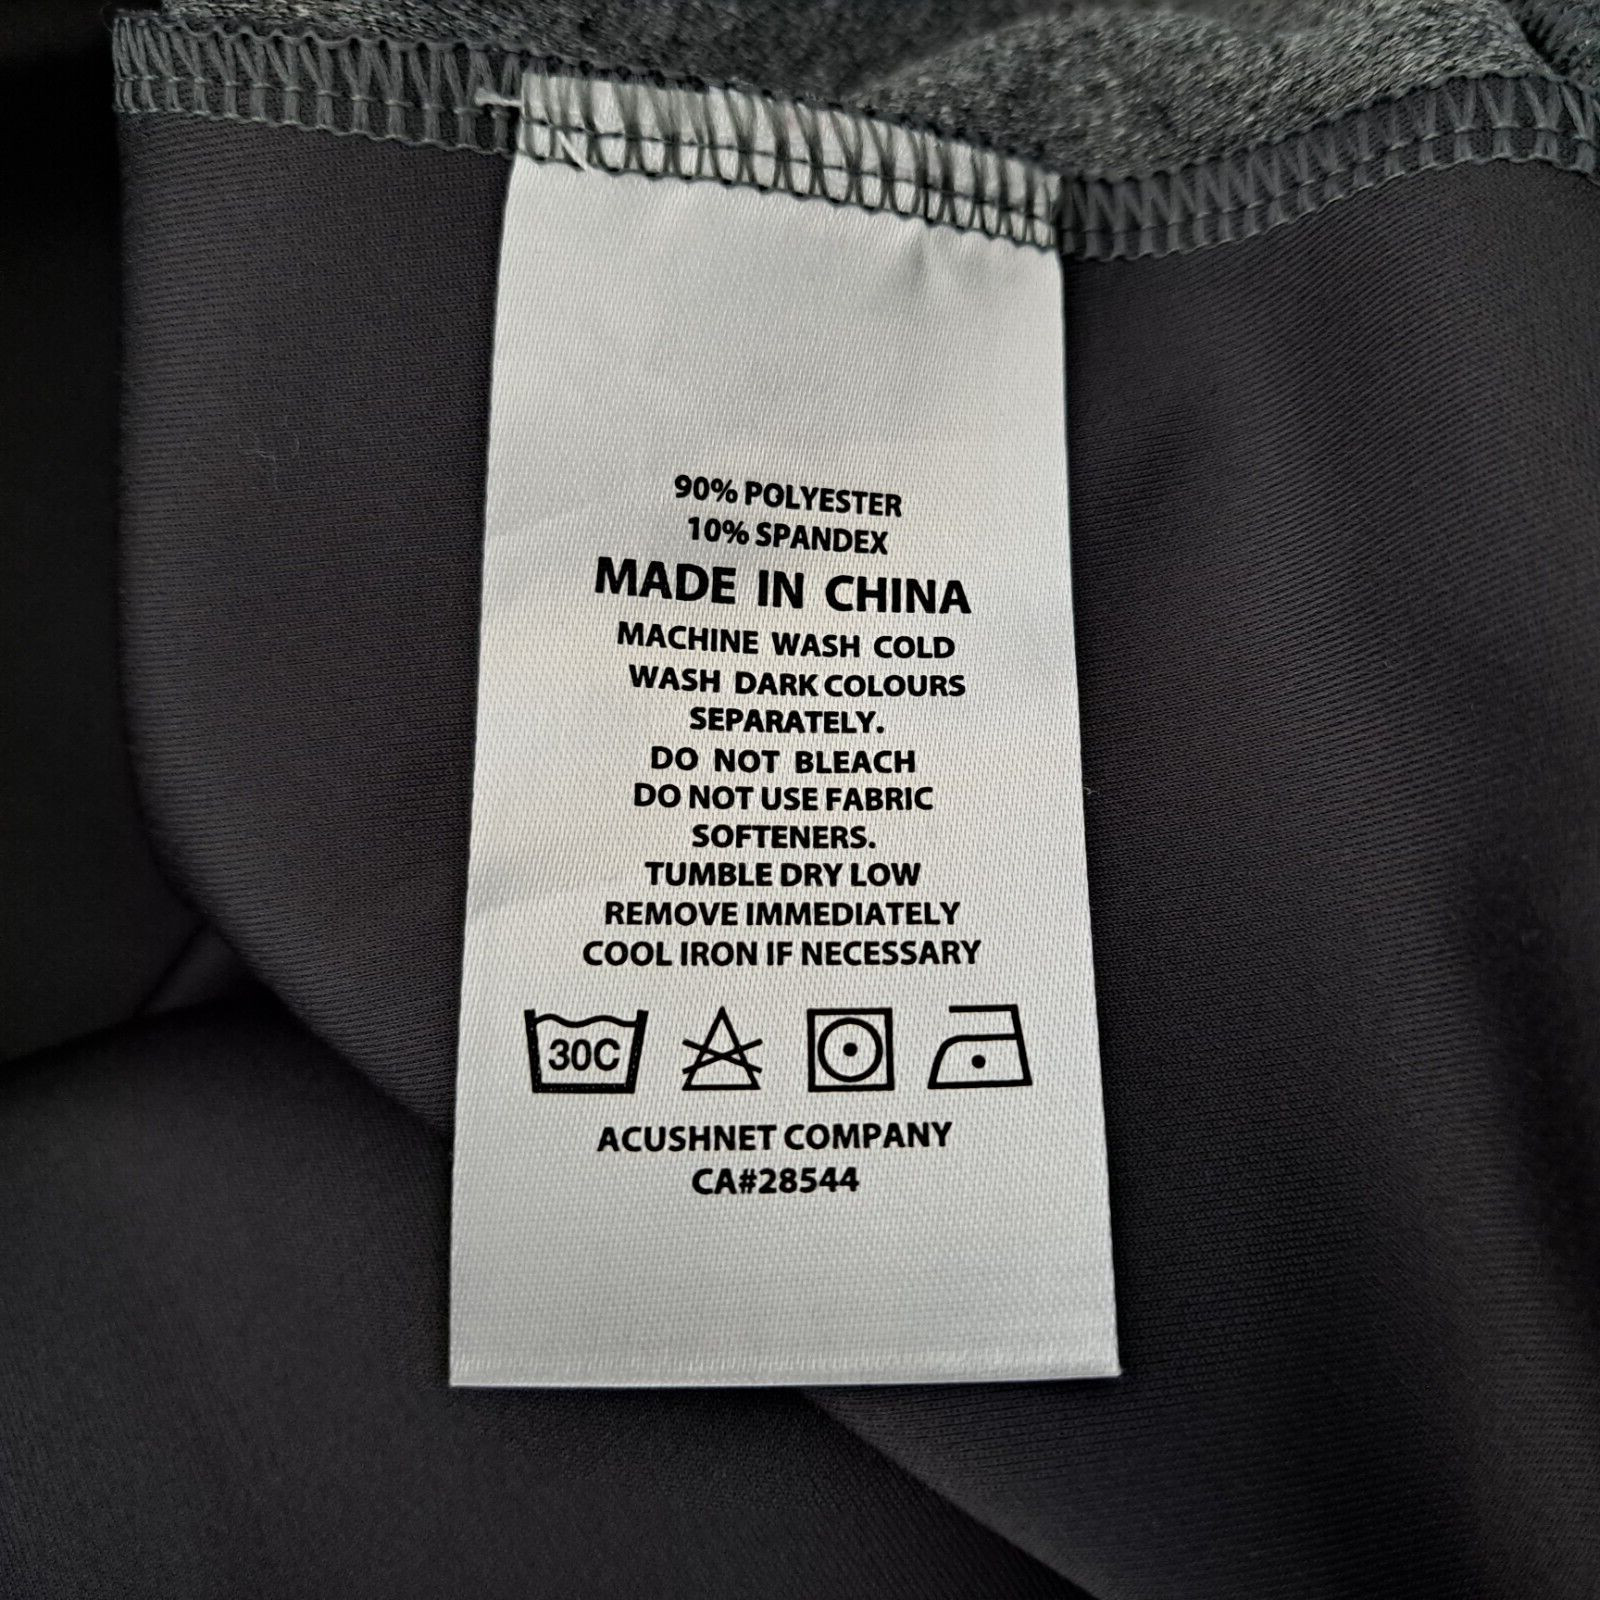 90% POLYESTER
10% SPANDEX
MADE IN CHINA
MACHINE WASH COLD
WASH DARK COLOURS
SEPARATELY.
DO NOT BLEACH
DO NOT USE FABRIC
SOFTENERS.
TUMBLE DRY LOW
REMOVE IMMEDIATELY
COOL IRON IF NECESSARY
30C
ACUSHNET COMPANY
CA#28544